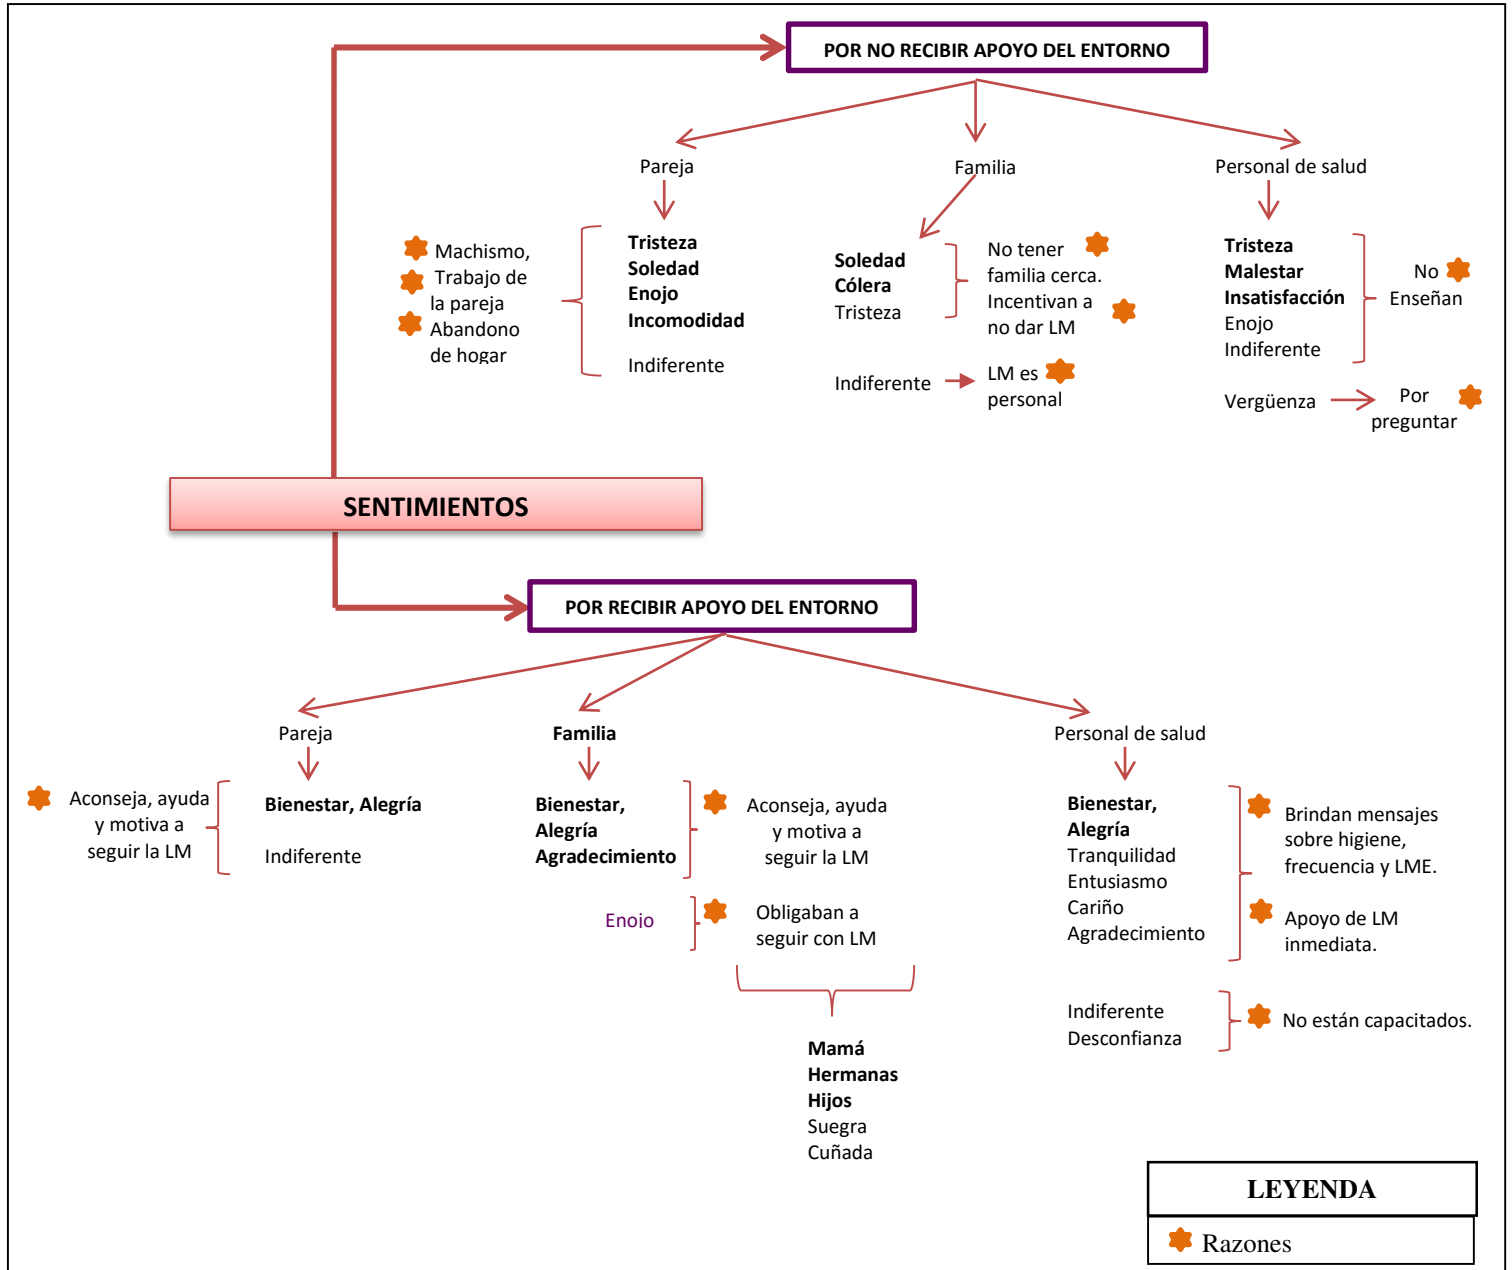 POR NO RECIBIR APOYO DEL ENTORNO
Pareja
Machismo,
Trabajo de
la pareja
Abandono
de hogar
Tristeza
Soledad
Enojo
Incomodidad
Indiferente
Familia
Soledad
Cólera
Tristeza
No tener
familia cerca.
Incentivan a
no dar LM
Indiferente
LM es
personal
Personal de salud
Tristeza
Malestar
Insatisfacción
Enojo
Indiferente
No
Enseñan
Vergüenza
Por
preguntar
SENTIMIENTOS
POR RECIBIR APOYO DEL ENTORNO
Pareja
Aconseja, ayuda
y motiva a
seguir la LM
Bienestar, Alegría
Indiferente
Familia
Bienestar,
Alegría
Agradecimiento
Aconseja, ayuda
y motiva a
seguir la LM
Enojo
Obligaban a
seguir con LM
Mamá
Hermanas
Hijos
Suegra
Cuñada
Personal de salud
Bienestar,
Alegría
Tranquilidad
Entusiasmo
Cariño
Agradecimiento
Brindan mensajes
sobre higiene,
frecuencia y LME.
Apoyo de LM
inmediata.
Indiferente
Desconfianza
No están capacitados.
LEYENDA
Razones